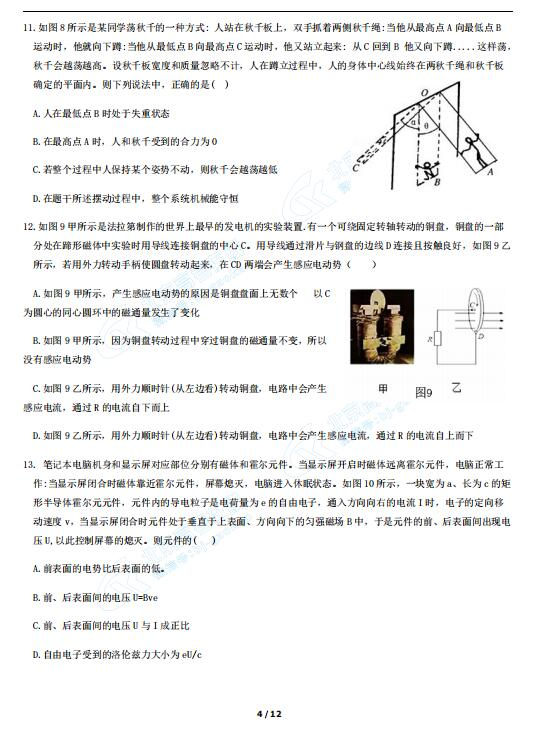 11.如图 8 所示是某同学荡秋千的一种方式: 人站在秋千板上，双手抓着两侧秋千绳:当他从最高点 A 向最低点 B
运动时，他就向下蹲:当他从最低点 B 向最高点 C 运动时，他又站立起来: 从 C 回到 B 他又向下蹲.....这样荡，
秋千会越荡越高。设秋千板宽度和质量忽略不计，人在蹲立过程中，人的身体中心线始终在两秋千绳和秋千板
确定的平面内。则下列说法中，正确的是( )
A.人在最低点 B 时处于失重状态
B.在最高点 A 时，人和秋千受到的合力为 0
C.若整个过程中人保持某个姿势不动，则秋千会越荡越低
D.在题干所述摆动过程中，整个系统机械能守恒
O
α
θ
C
B
A
12.如图 9 甲所示是法拉第制作的世界上最早的发电机的实验装置.有一个可绕固定转轴转动的铜盘，铜盘的一部
分处在蹄形磁体中实验时用导线连接铜盘的中心 C。用导线通过滑片与钢盘的边线 D 连接且按触良好，如图 9 乙
所示，若用外力转动手柄使圆盘转动起来，在 CD 两端会产生感应电动势（ ）
A.如图 9 甲所示，产生感应电动势的原因是铜盘盘面上无数个 以 C
为圆心的同心圆环中的磁通量发生了变化
B.如图 9 甲所示，因为铜盘转动过程中穿过铜盘的磁通量不变，所以
没有感应电动势
C.如图 9 乙所示，用外力顺时针(从左边看)转动铜盘，电路中会产生
感应电流，通过 R 的电流自下而上
D.如图 9 乙所示，用外力顺时针(从左边看)转动铜盘，电路中会产生感应电流，通过 R 的电流自上而下
C
R
D
甲 图9 乙
13. 笔记本电脑机身和显示屏对应部位分别有磁体和霍尔元件。当显示屏开启时磁体远离霍尔元件，电脑正常工
作:当显示屏闭合时磁体靠近霍尔元件，屏幕熄灭，电脑进入休眠状态。如图 10 所示，一块宽为 a、长为 c 的矩
形半导体霍尔元元件，元件内的导电粒子是电荷量为 e 的自由电子，通入方向向右的电流 I 时，电子的定向移
动速度 v，当显示屏闭合时元件处于垂直于上表面、方向向下的匀强磁场 B 中，于是元件的前、后表面间出现电
压 U,以此控制屏幕的熄灭。则元件的( )
A.前表面的电势比后表面的低。
B.前、后表面间的电压 U=Bve
C.前、后表面间的电压 U 与 I 成正比
D.自由电子受到的洛伦兹力大小为 eU/c
4 / 12